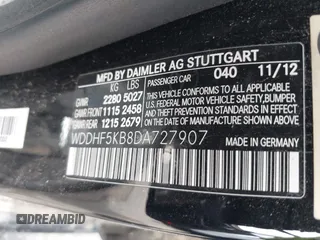 MFD BY DAIMLER AG STUTTGART
PASSENGER CAR 040 11/12
KG LBS
GVWR 2280 5027
GAWR FRONT 1115 2458
GAWR REAR 1215 2679
THIS VEHICLE CONFORMS TO ALL APPLICABLE
FEDERAL MOTOR VEHICLE SAFETY, BUMPER,
AND THEFT PREVENTION STANDARDS IN EFFECT
ON THE DATE OF MANUFACTURE SHOWN ABOVE.
WDDHF5KB8DA727907
MADE IN GERMANY
DREAMBID